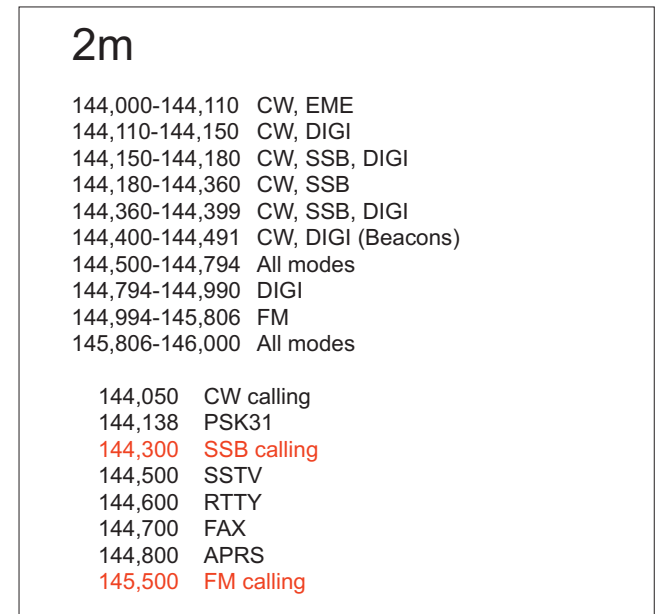 2m
144,000-144,110 CW, EME
144,110-144,150 CW, DIGI
144,150-144,180 CW, SSB, DIGI
144,180-144,360 CW, SSB
144,360-144,399 CW, SSB, DIGI
144,400-144,491 CW, DIGI (Beacons)
144,500-144,794 All modes
144,794-144,990 DIGI
144,994-145,806 FM
145,806-146,000 All modes
144,050 CW calling
144,138 PSK31
144,300 SSB calling
144,500 SSTV
144,600 RTTY
144,700 FAX
144,800 APRS
145,500 FM calling